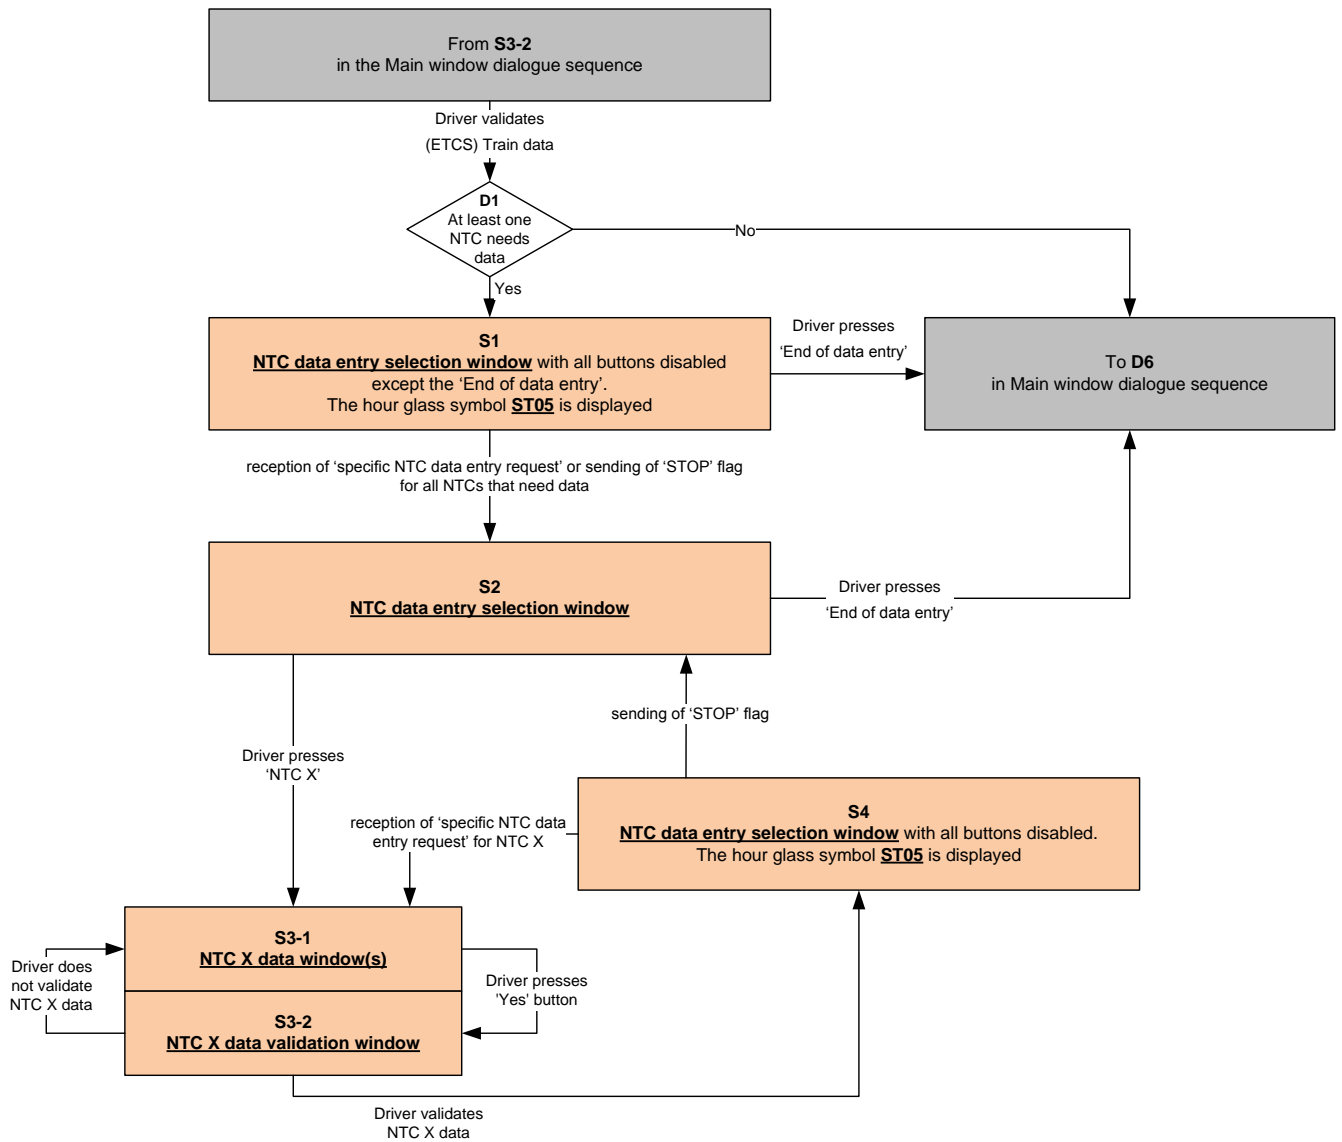 From S3-2
in the Main window dialogue sequence
Driver validates
(ETCS) Train data
D1
At least one
NTC needs
data
No
Yes
S1
NTC data entry selection window with all buttons disabled
except the ‘End of data entry’.
The hour glass symbol ST05 is displayed
Driver presses
‘End of data entry’
To D6
in Main window dialogue sequence
reception of ‘specific NTC data entry request’ or sending of ‘STOP’ flag
for all NTCs that need data
S2
NTC data entry selection window
Driver presses
‘End of data entry’
sending of ‘STOP’ flag
Driver presses
‘NTC X’
S4
NTC data entry selection window with all buttons disabled.
The hour glass symbol ST05 is displayed
reception of ‘specific NTC data
entry request’ for NTC X
S3-1
NTC X data window(s)
Driver does
not validate
NTC X data
Driver presses
'Yes' button
S3-2
NTC X data validation window
Driver validates
NTC X data